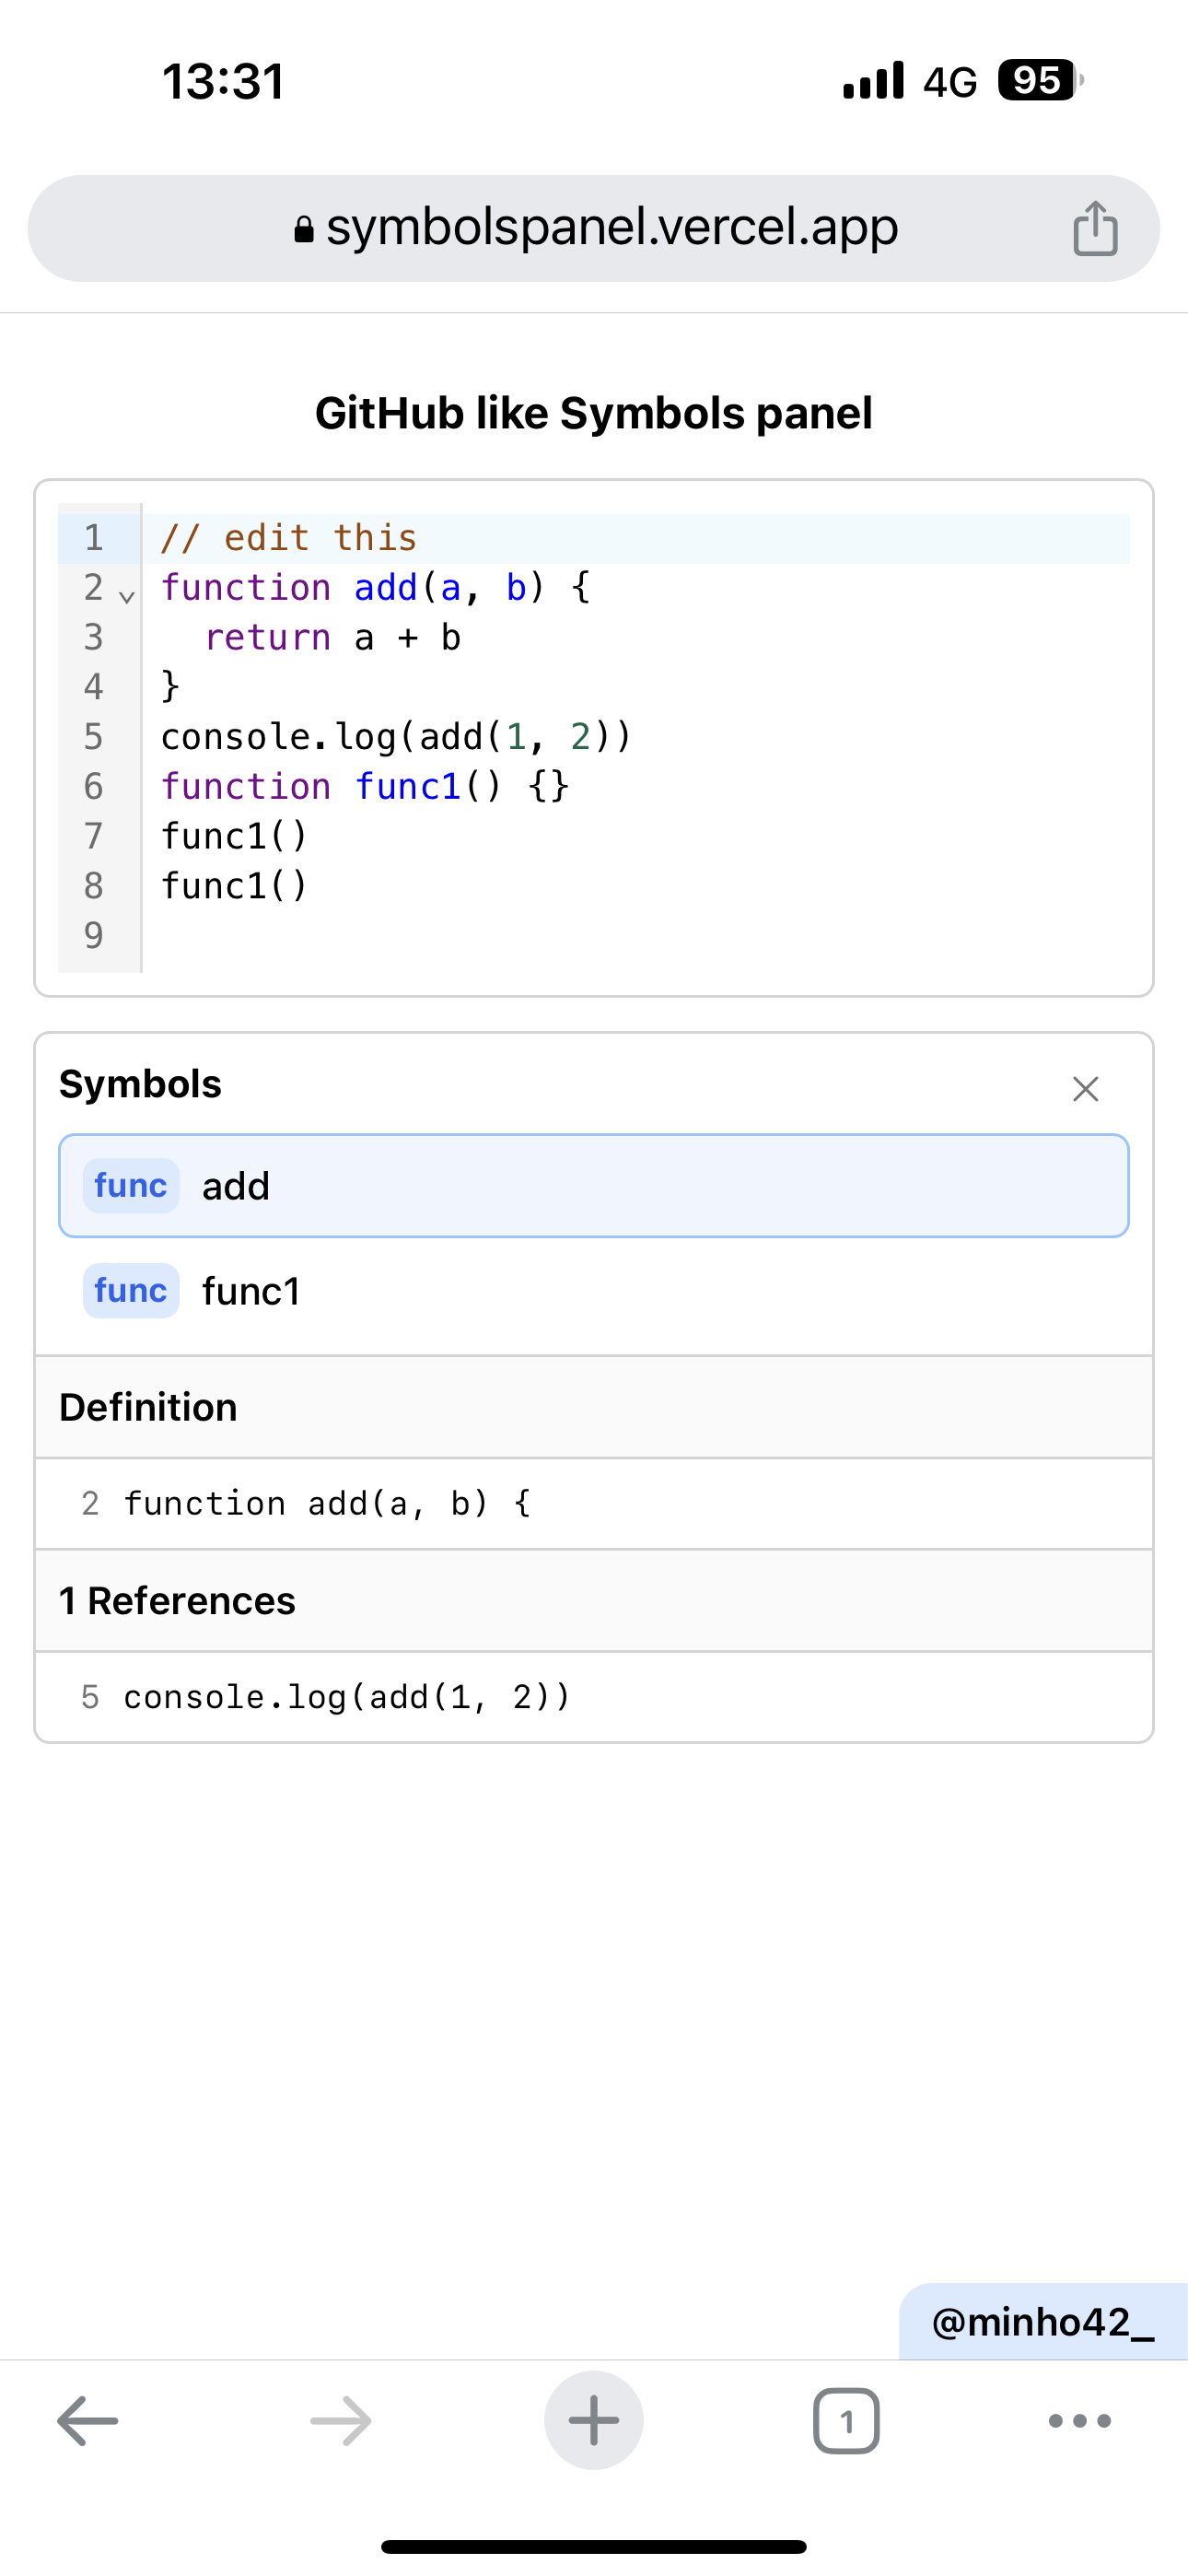 13:31 4G 95
symbolspanel.vercel.app
GitHub like Symbols panel
1 // edit this
2 function add(a, b) {
3   return a + b
4 }
5 console.log(add(1, 2))
6 function func1() {}
7 func1()
8 func1()
9
Symbols
func add
func func1
Definition
2 function add(a, b) {
1 References
5 console.log(add(1, 2))
@minho42_
1